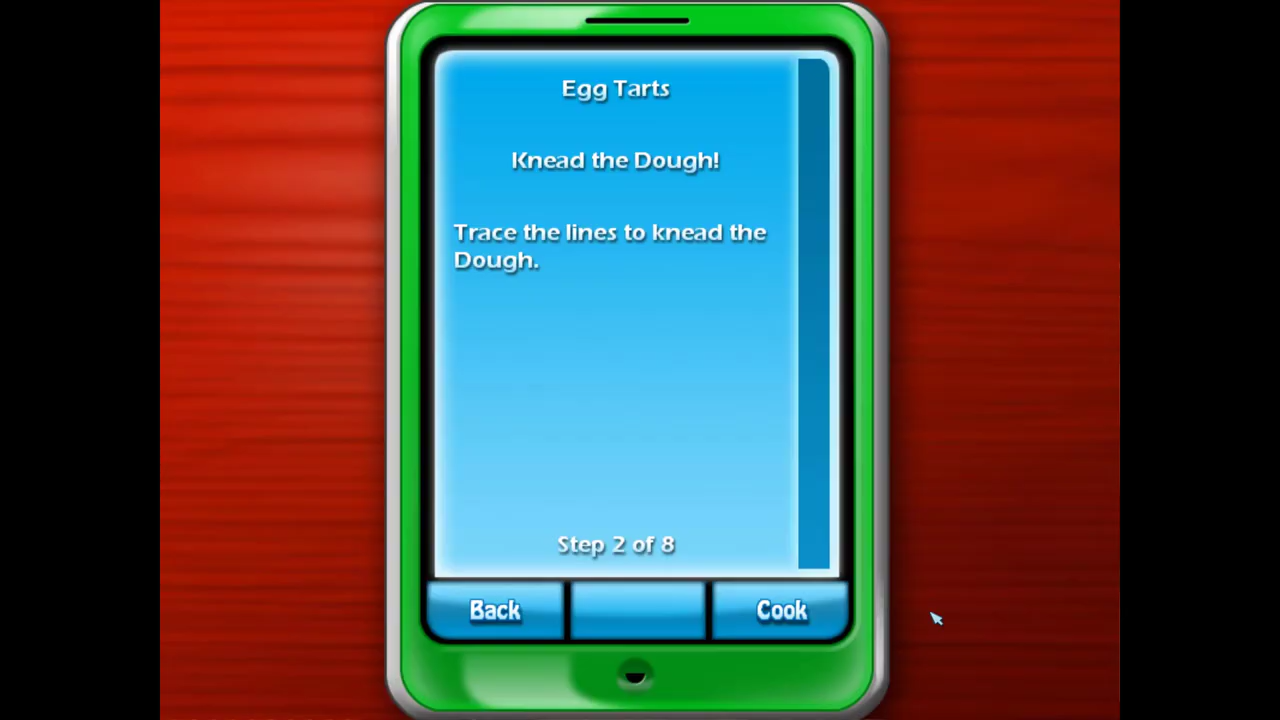 Egg Tarts
Knead the Dough!
Trace the lines to knead the
Dough.
Step 2 of 8
Back
Cook